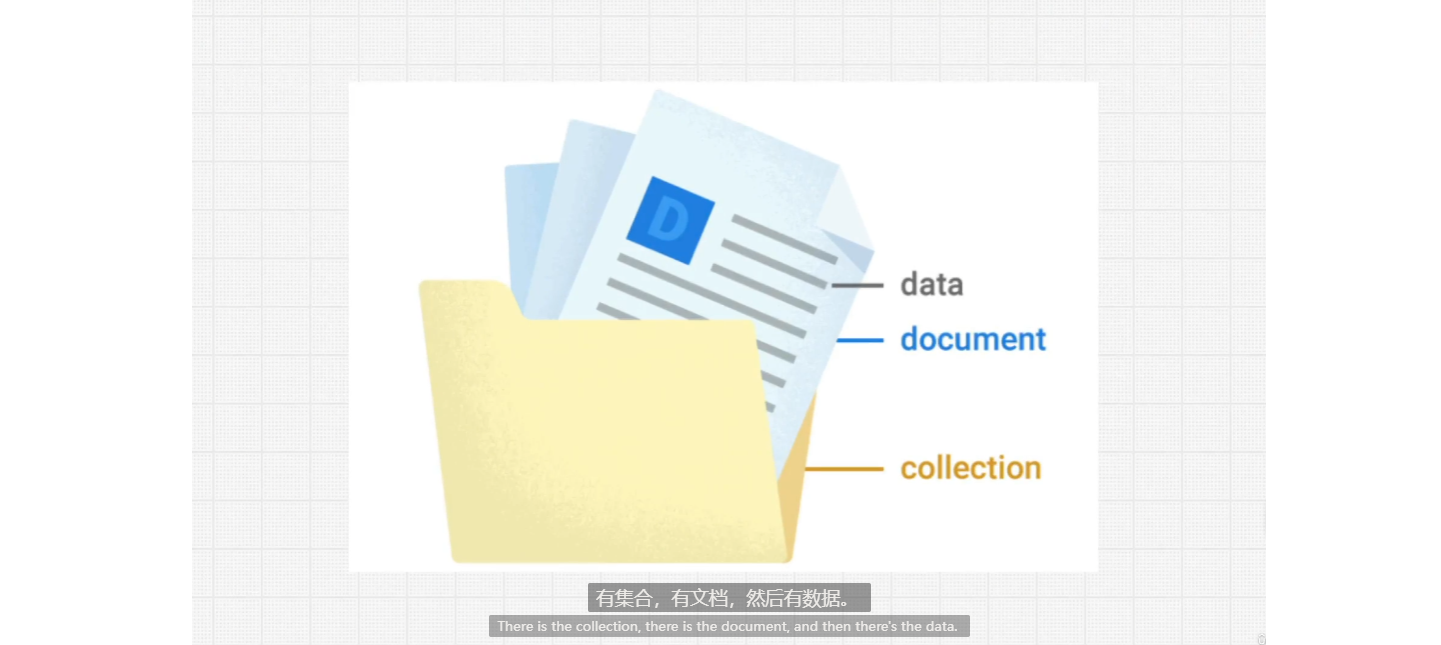 D
data
document
collection
有集合，有文档，然后有数据。
There is the collection, there is the document, and then there's the data.